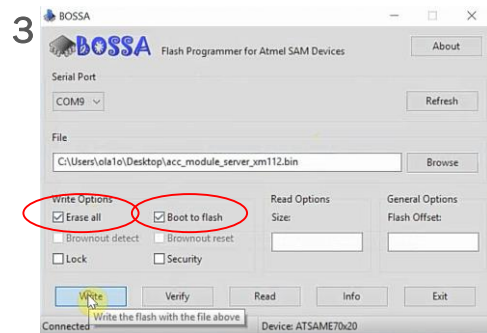 3
BOSSA
BOSSA Flash Programmer for Atmel SAM Devices
About
Serial Port
COM9
Refresh
File
C:\Users\ola1o\Desktop\acc_module_server_xm112.bin
Browse
Write Options
Read Options
General Options
Erase all
Boot to flash
Size:
Flash Offset:
Brownout detect
Brownout reset
Lock
Security
Write
Verify
Read
Info
Exit
Write the flash with the file above
Connected
Device: ATSAME70x20